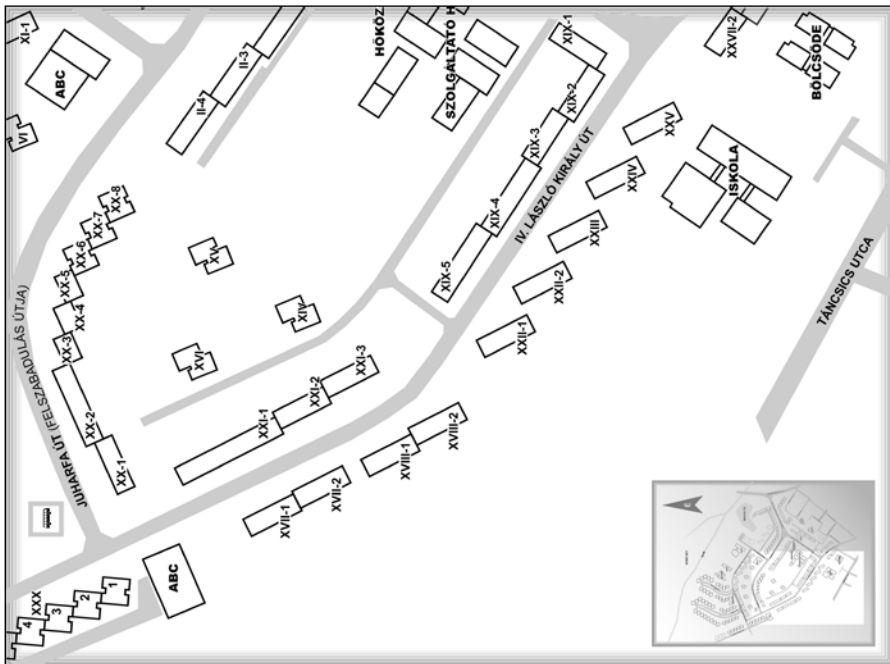 XI-1
ABC
VI
II-3
II-4
HŐKÖZ
SZOLGÁLTATÓ H
XIX-1
XIX-2
XIX-3
XIX-4
XIX-5
XXVII-2
BÖLCSŐDE
XXV
XXIV
XXIII
XXII-2
XXII-1
ISKOLA
IV. LÁSZLÓ KIRÁLY ÚT
TÁNCSICS UTCA
XX-8
XX-7
XX-6
XX-5
XX-4
XX-3
XX-2
XX-1
JUHARFA ÚT (FELSZABADULÁS ÚTJA)
XV
XIV
XVI
XXI-1
XXI-2
XXI-3
XVIII-2
XVIII-1
XVII-2
XVII-1
ABC
XXX
4
3
2
1